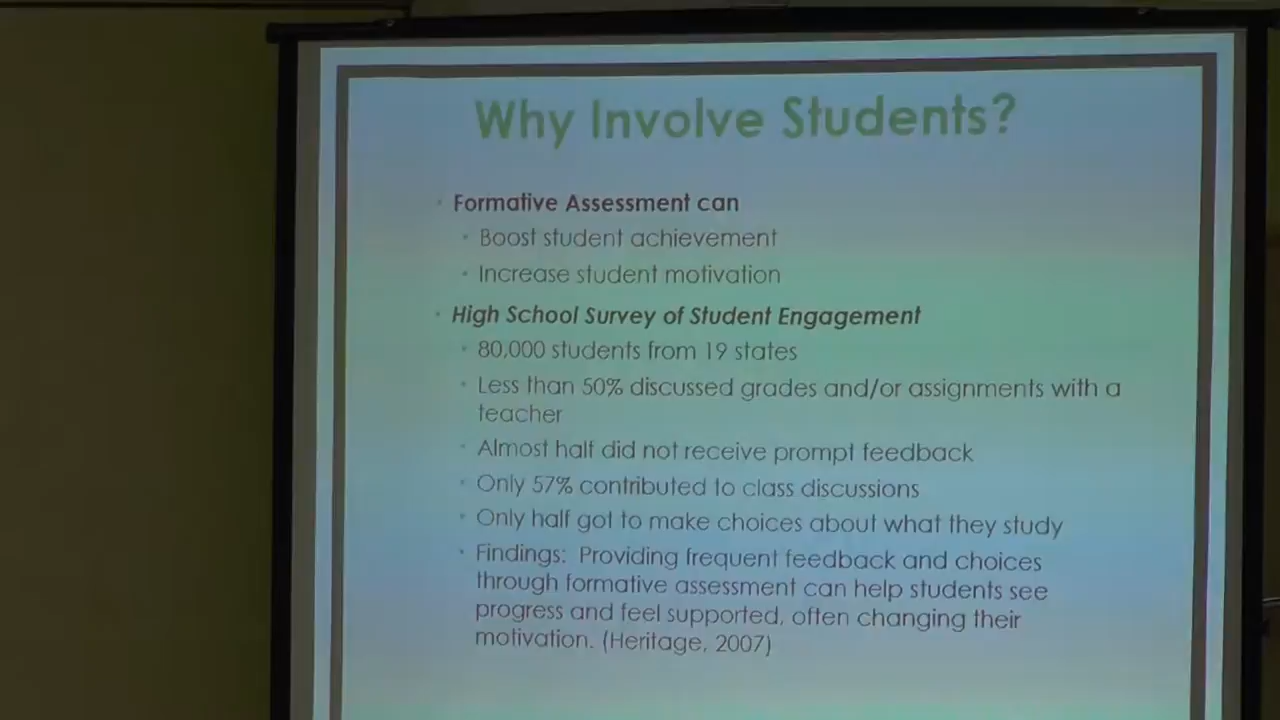 Why Involve Students?
Formative Assessment can
Boost student achievement
Increase student motivation
High School Survey of Student Engagement
80,000 students from 19 states
Less than 50% discussed grades and/or assignments with a
teacher
Almost half did not receive prompt feedback
Only 57% contributed to class discussions
Only half got to make choices about what they study
Findings: Providing frequent feedback and choices
through formative assessment can help students see
progress and feel supported, often changing their
motivation. (Heritage, 2007)